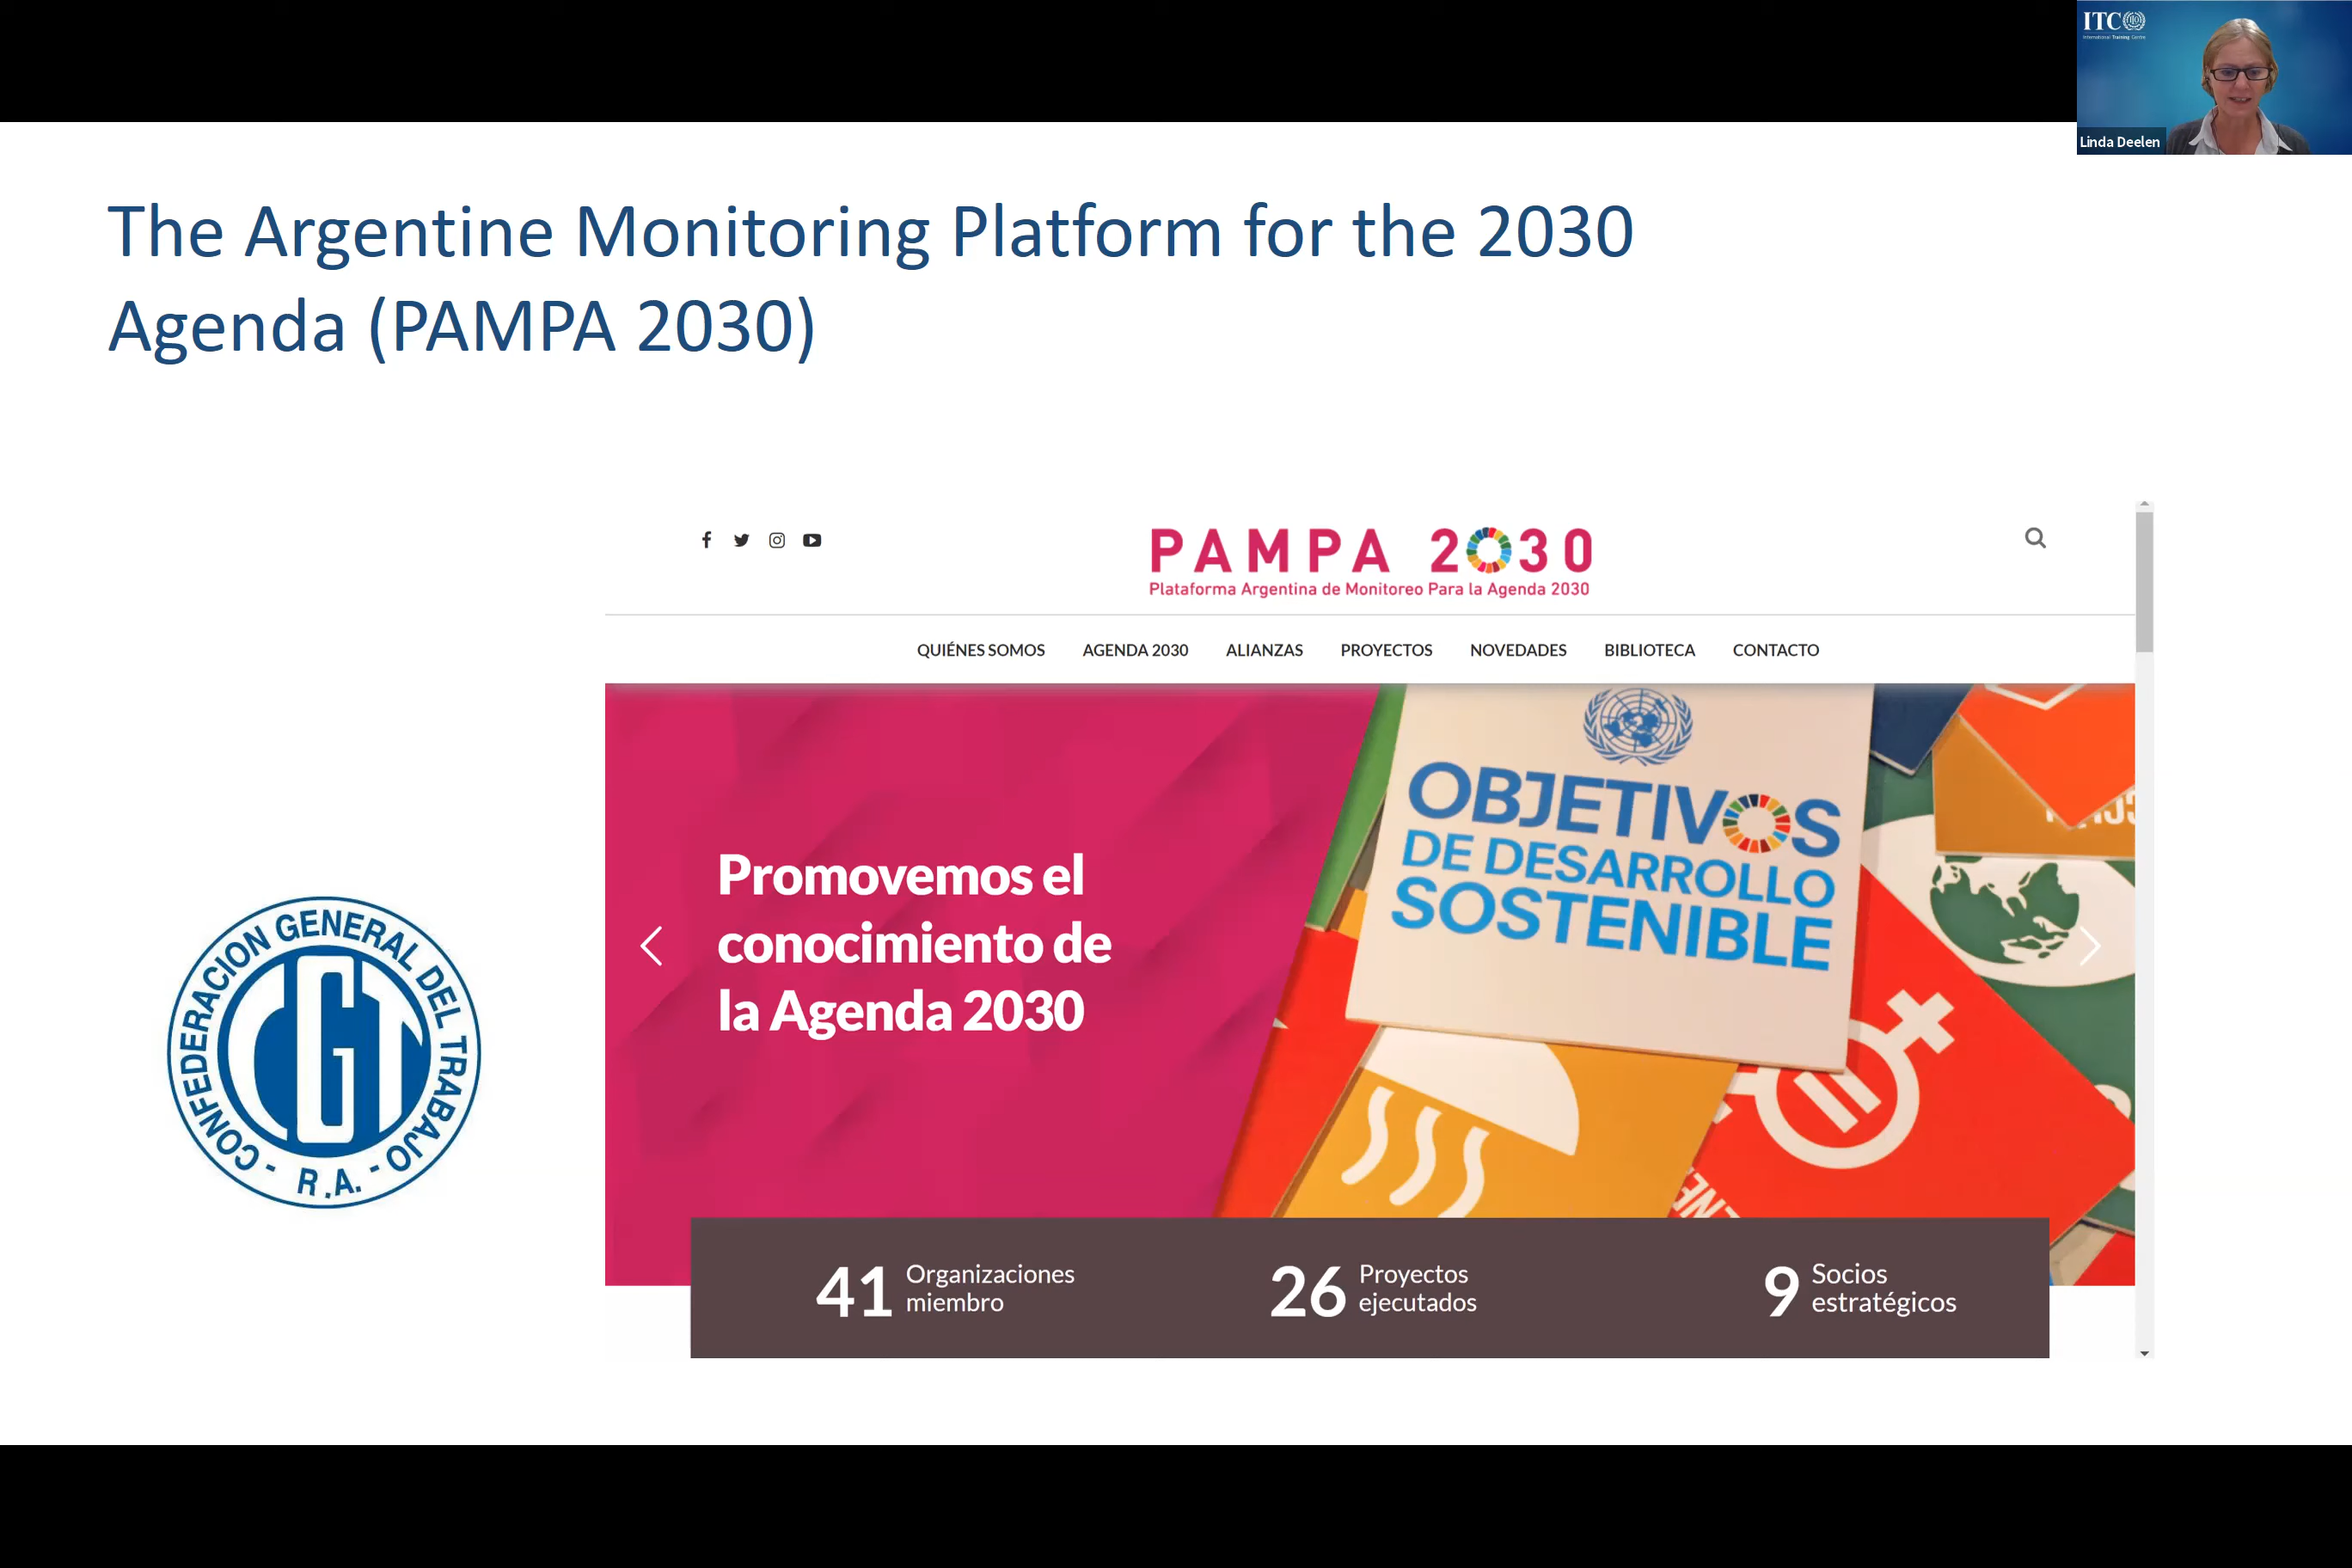 ITC
International Training Centre
Linda Deelen
The Argentine Monitoring Platform for the 2030
Agenda (PAMPA 2030)
PAMPA 2030
Plataforma Argentina de Monitoreo Para la Agenda 2030
QUIÉNES SOMOS AGENDA 2030 ALIANZAS PROYECTOS NOVEDADES BIBLIOTECA CONTACTO
OBJETIVOS
DE DESARROLLO
SOSTENIBLE
Promovemos el
conocimiento de
la Agenda 2030
CONFEDERACION GENERAL DEL TRABAJO
- R.A. -
CGT
41 Organizaciones
miembro
26 Proyectos
ejecutados
9 Socios
estratégicos